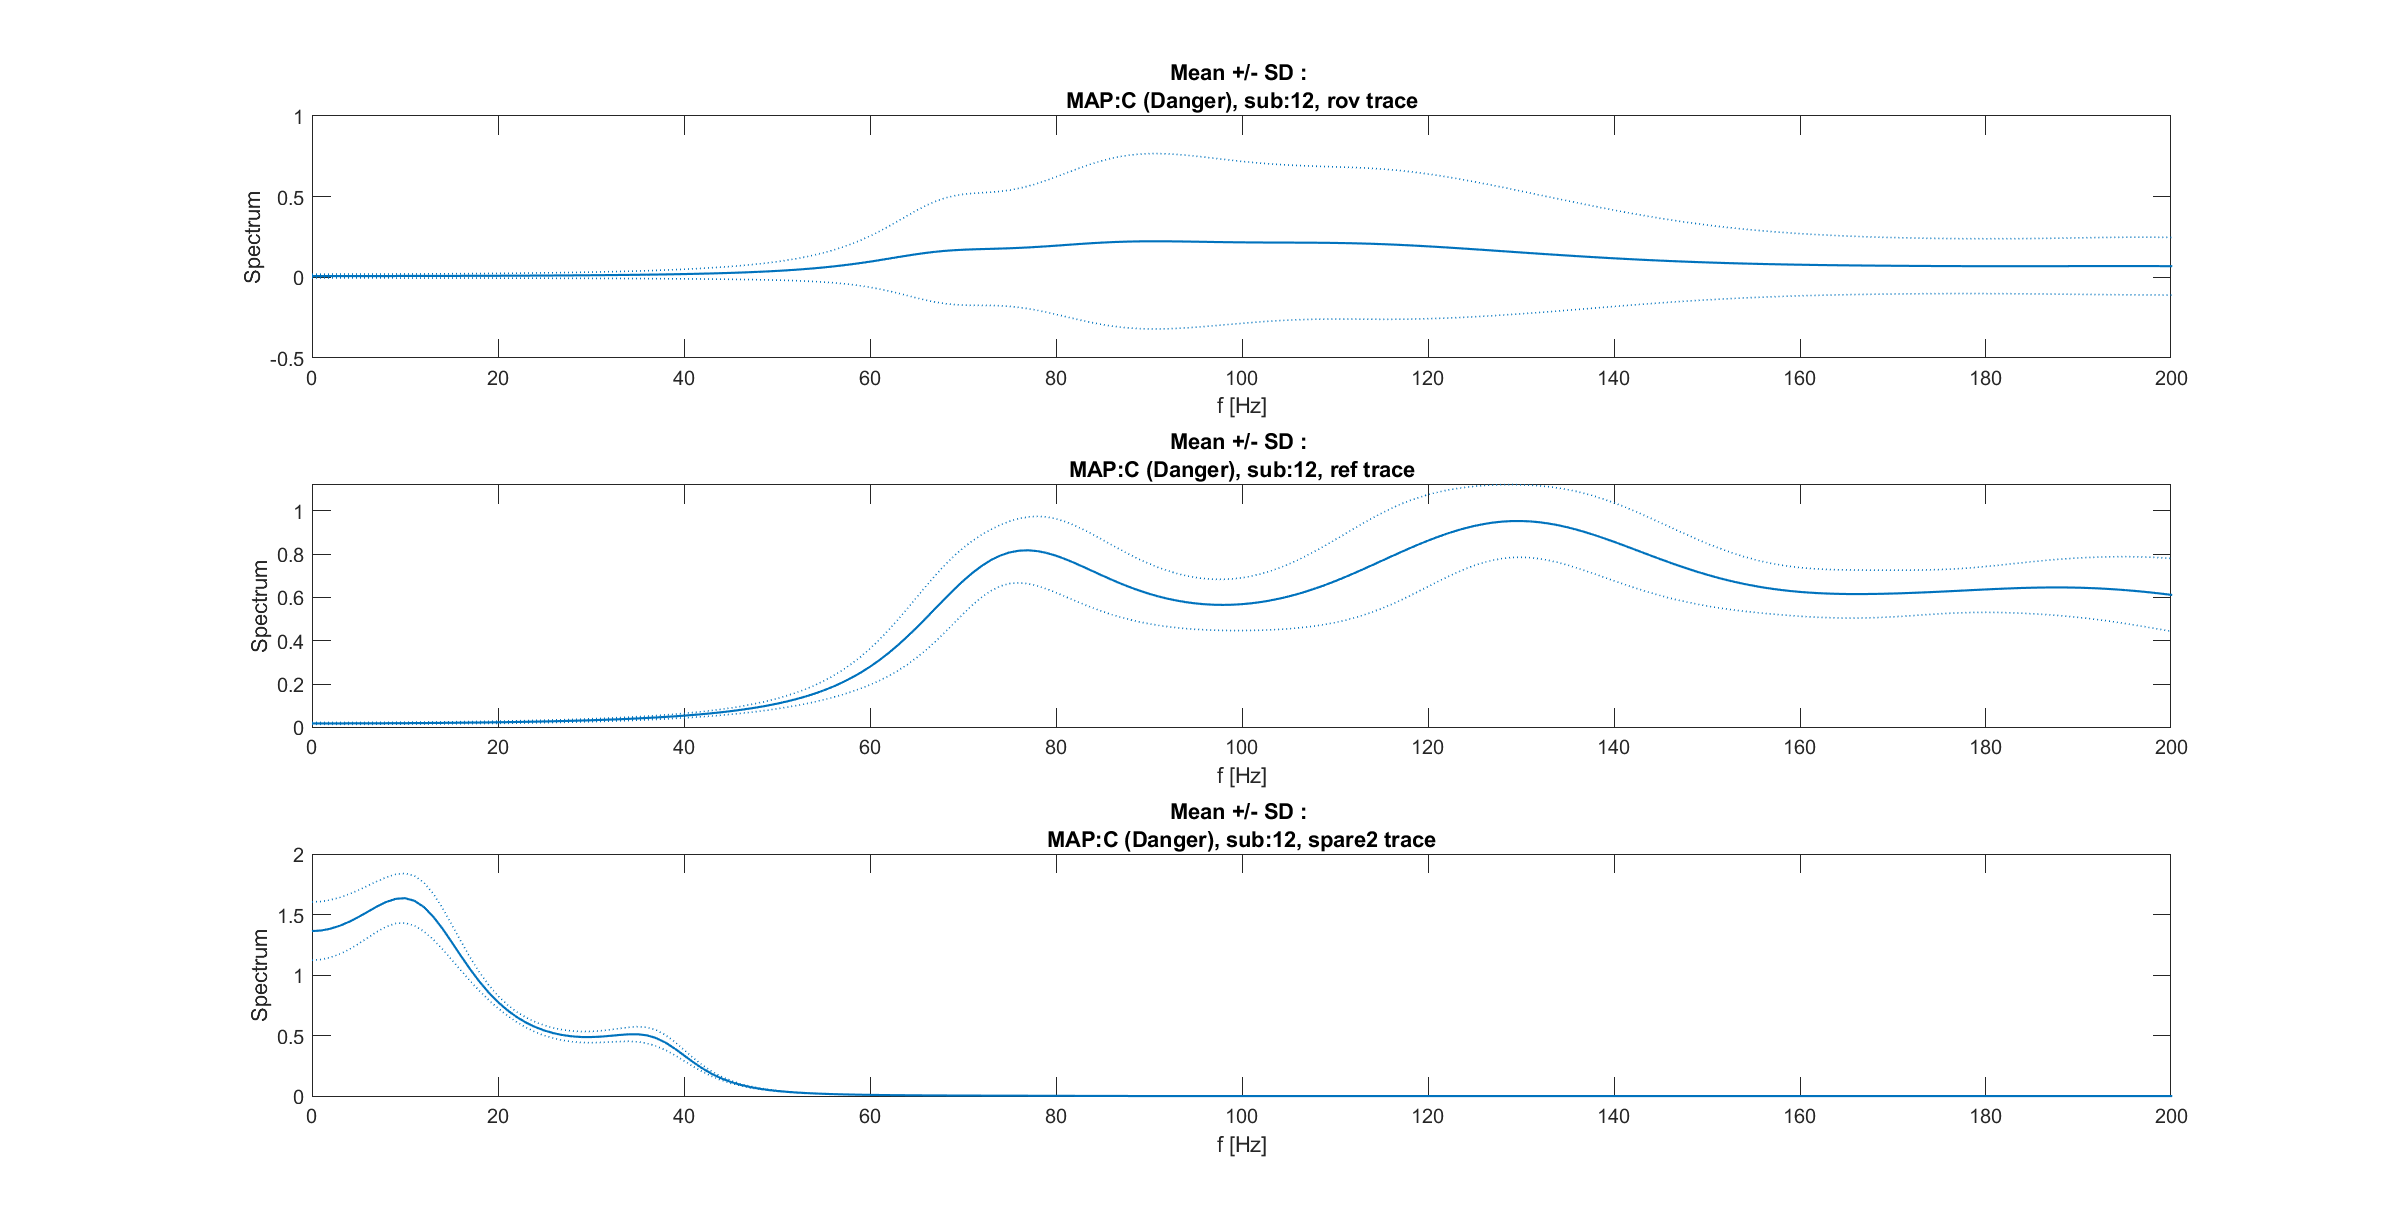 Mean +/- SD :
MAP:C (Danger), sub:12, rov trace
1
0.5
0
-0.5
Spectrum
0 20 40 60 80 100 120 140 160 180 200
f [Hz]
Mean +/- SD :
MAP:C (Danger), sub:12, ref trace
1
0.8
0.6
0.4
0.2
0
Spectrum
0 20 40 60 80 100 120 140 160 180 200
f [Hz]
Mean +/- SD :
MAP:C (Danger), sub:12, spare2 trace
2
1.5
1
0.5
0
Spectrum
0 20 40 60 80 100 120 140 160 180 200
f [Hz]